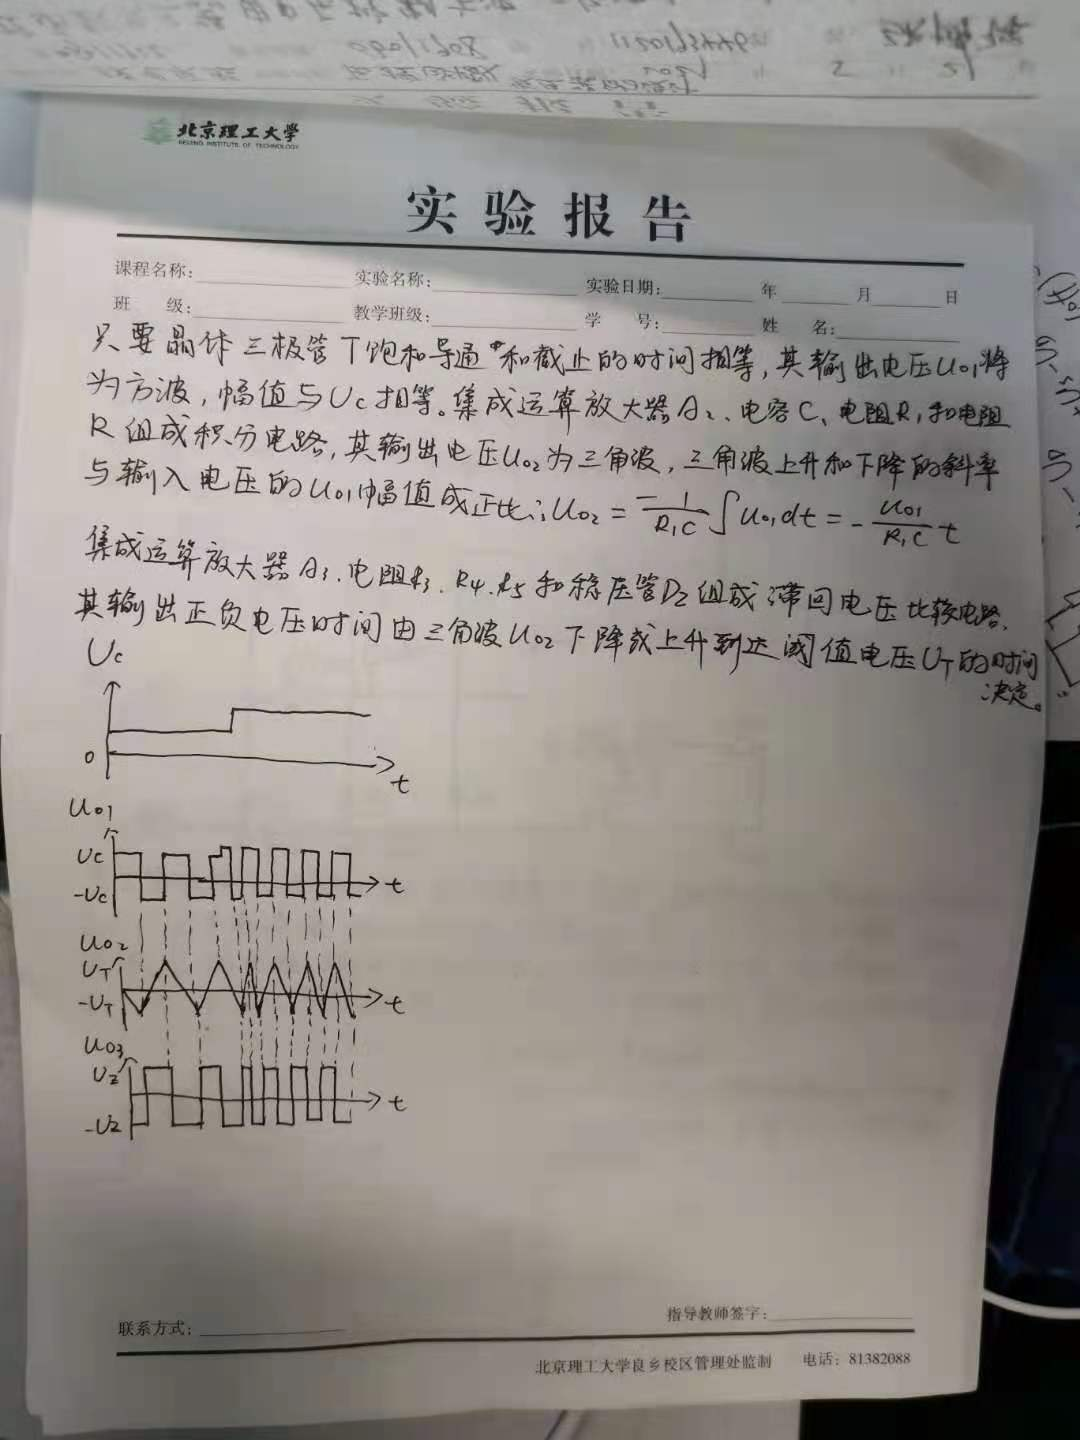 北京理工大学
BEIJING INSTITUTE OF TECHNOLOGY
实验报告
课程名称: 实验名称: 实验日期: 年 月 日
班 级: 教学班级: 学 号: 姓 名:
只要晶体三极管T饱和导通和截止的时间相等,其输出电压Uo1将
为方波,幅值与Uc相等。集成运算放大器A2、电容C、电阻R1和电阻
R组成积分电路,其输出电压Uo2为三角波,三角波上升和下降的斜率
与输入电压的Uo1幅值成正比∴Uo2 = -1/R1C ∫Uo1dt = -Uo1/R1C t
集成运算放大器A3、电阻R3、R4、R5和稳压管DZ组成滞回电压比较电路,
其输出正负电压时间由三角波Uo2下降或上升到达阈值电压UT的时间
决定。
Uc
0
t
Uo1
Uc
-Uc
t
Uo2
UT
-UT
t
Uo3
Uz
-Uz
t
联系方式: 指导教师签字:
北京理工大学良乡校区管理处监制 电话: 81382088